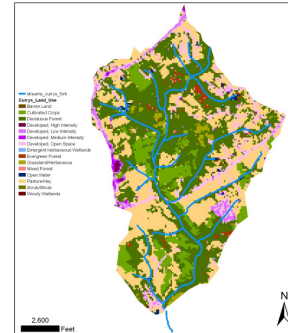 streams_currys_fork
Currys_Land_Use
Barren Land
Cultivated Crops
Deciduous Forest
Developed, High Intensity
Developed, Low Intensity
Developed, Medium Intensity
Developed, Open Space
Emergent Herbaceous Wetlands
Evergreen Forest
Grassland/Herbaceous
Mixed Forest
Open Water
Pasture/Hay
Scrub/Shrub
Woody Wetlands
2,600
Feet
N